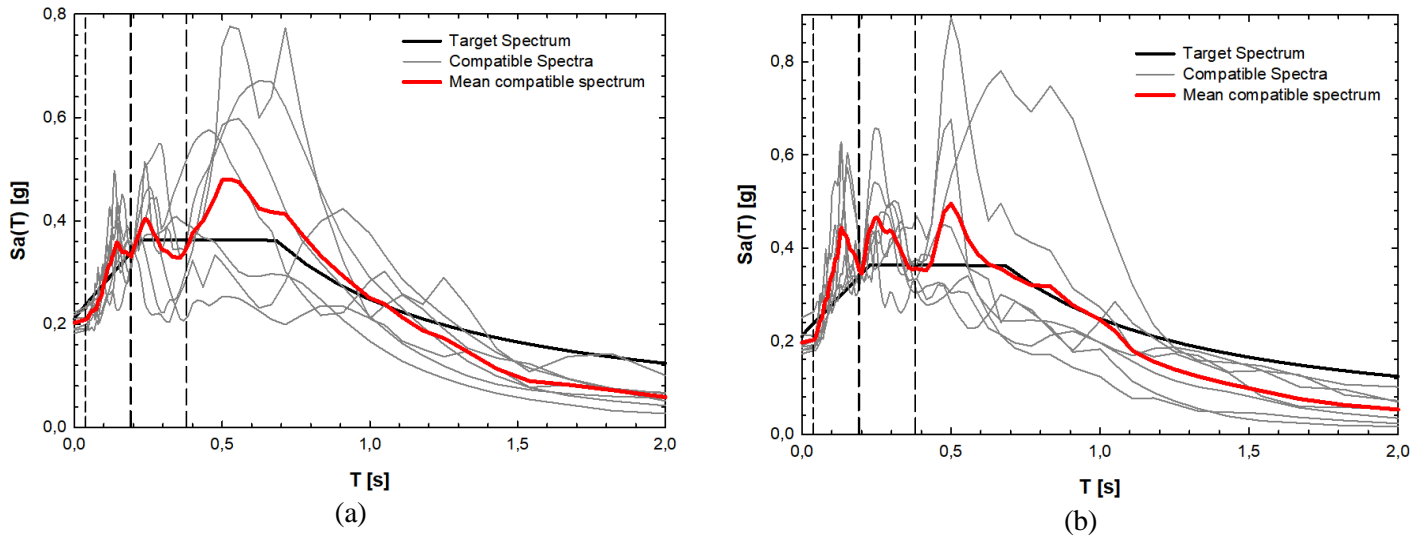 0,8
0,6
0,4
0,2
0,0
Sa(T) [g]
Target Spectrum
Compatible Spectra
Mean compatible spectrum
0,0 0,5 1,0 1,5 2,0
T [s]
(a)
0,8
0,6
0,4
0,2
0,0
Sa(T) [g]
Target Spectrum
Compatible Spectra
Mean compatible spectrum
0,0 0,5 1,0 1,5 2,0
T [s]
(b)